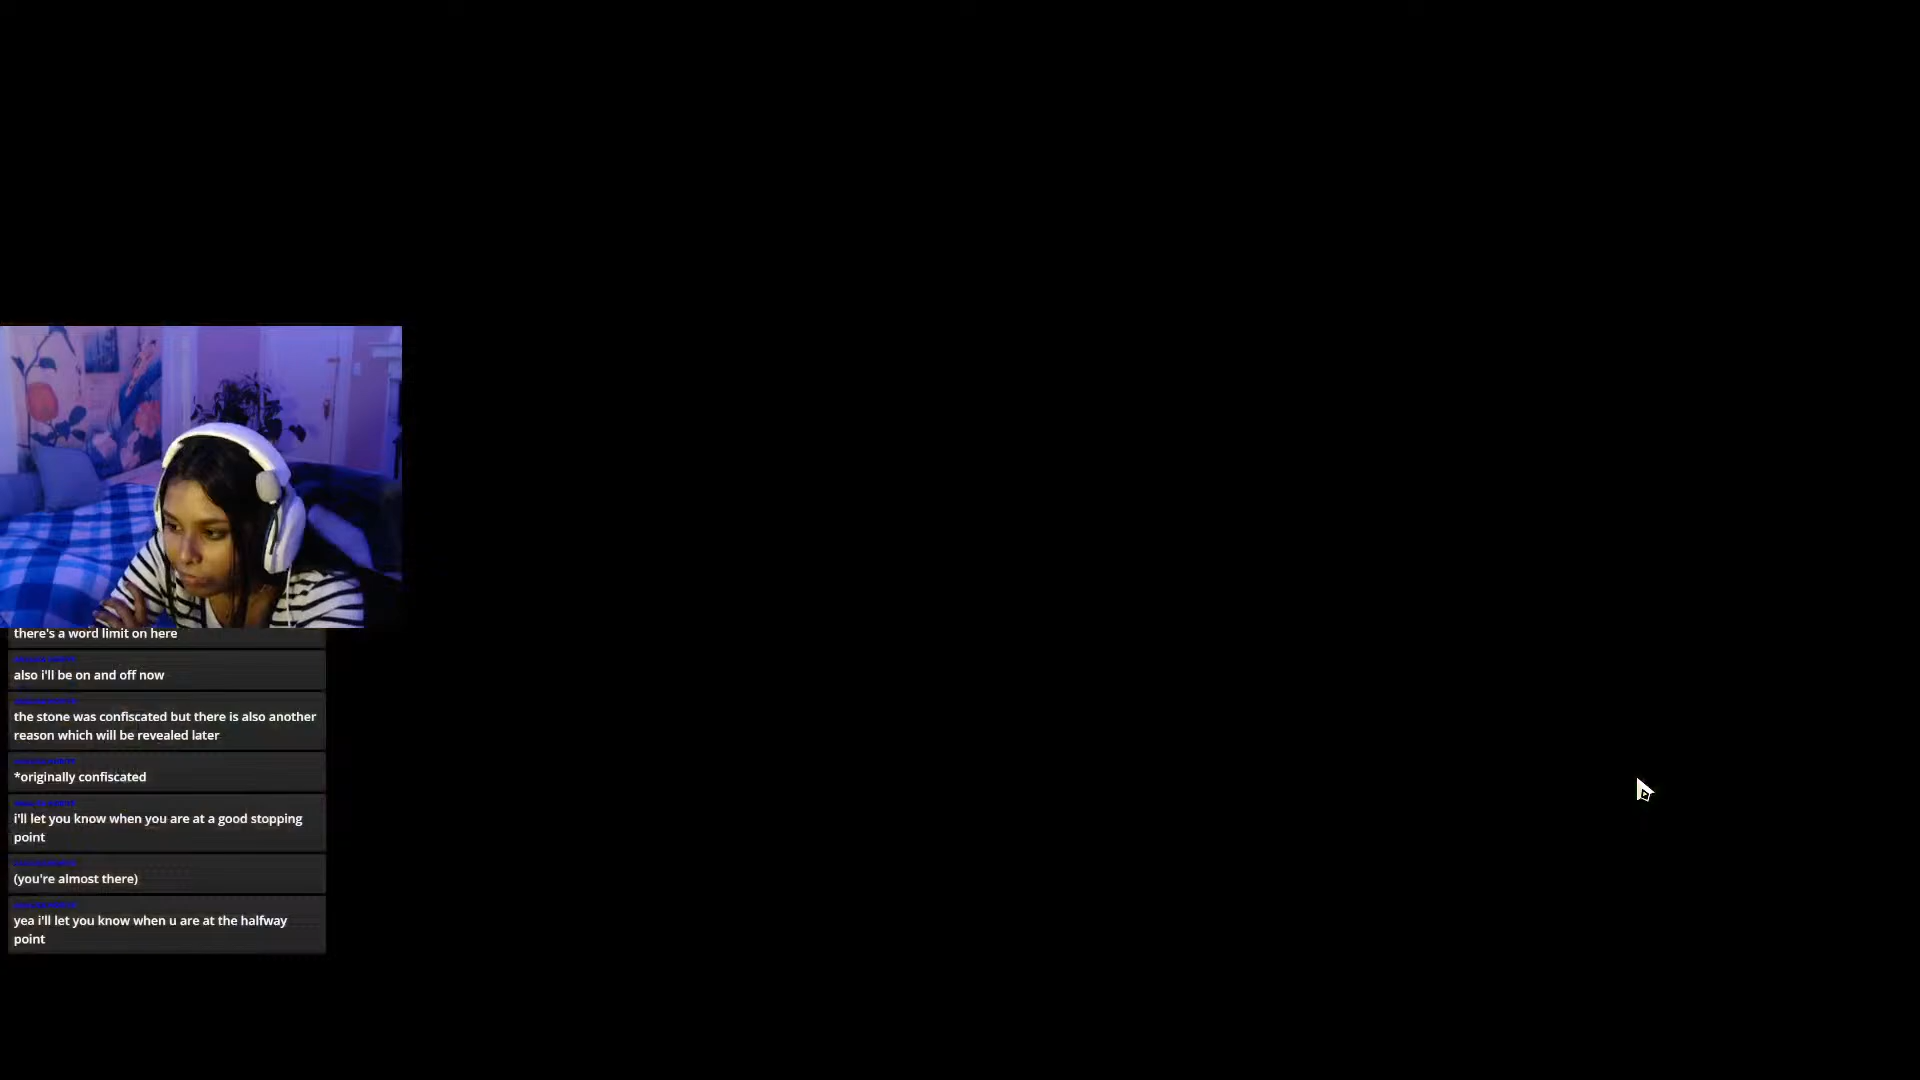 there's a word limit on here
also i'll be on and off now
the stone was confiscated but there is also another
reason which will be revealed later
*originally confiscated
i'll let you know when you are at a good stopping
point
(you're almost there)
yea i'll let you know when u are at the halfway
point